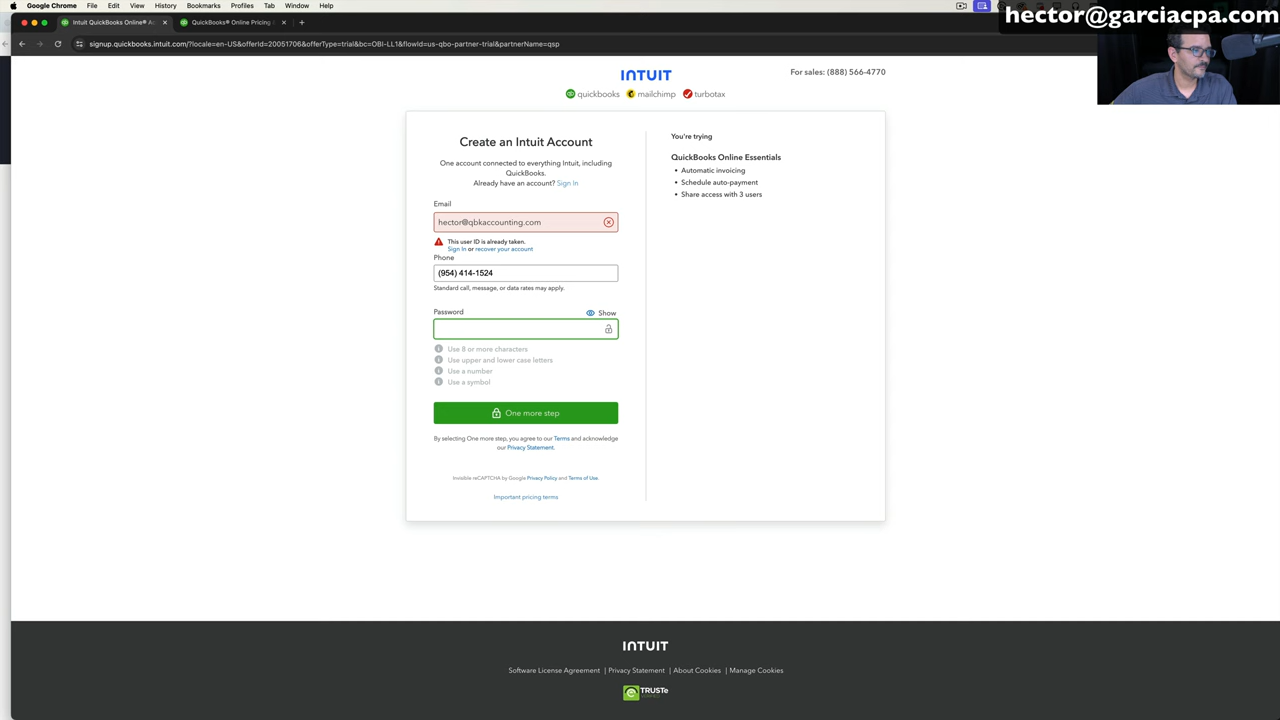 Google Chrome File Edit View History Bookmarks Profiles Tab Window Help
hector@garciacpa.com
Intuit QuickBooks Online® A
QuickBooks® Online Pricing
signup.quickbooks.intuit.com/?locale=en-US&offerId=20051706&offerType=trial&bc=OBI-LL1&flowId=us-qbo-partner-trial&partnerName=qsp
INTUIT
For sales: (888) 566-4770
quickbooks mailchimp turbotax
Create an Intuit Account
One account connected to everything Intuit, including
QuickBooks.
Already have an account? Sign In
Email
hector@qbkaccounting.com
This user ID is already taken.
Sign In or recover your account
Phone
(954) 414-1524
Standard call, message, or data rates may apply.
Password
Show
Use 8 or more characters
Use upper and lower case letters
Use a number
Use a symbol
One more step
By selecting One more step, you agree to our Terms and acknowledge
our Privacy Statement.
Invisible reCAPTCHA by Google Privacy Policy and Terms of Use.
Important pricing terms
You're trying
QuickBooks Online Essentials
• Automatic invoicing
• Schedule auto-payment
• Share access with 3 users
INTUIT
Software License Agreement | Privacy Statement | About Cookies | Manage Cookies
TRUSTe